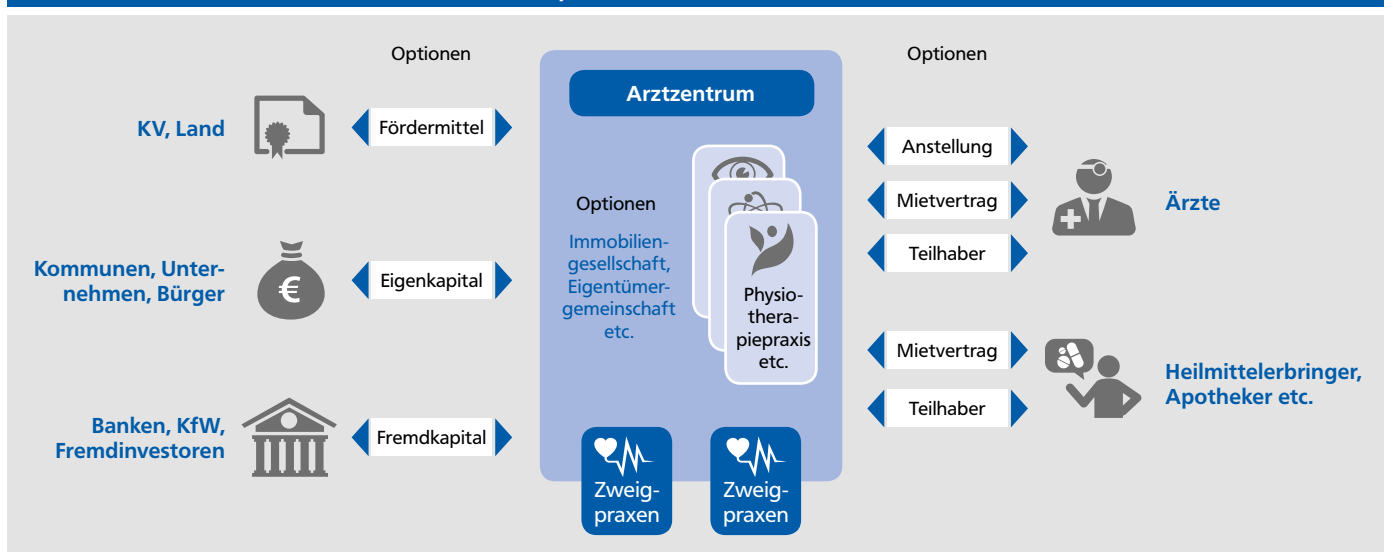 Optionen
KV, Land
Fördermittel
Kommunen, Unter-
nehmen, Bürger
€
Eigenkapital
Banken, KfW,
Fremdinvestoren
Fremdkapital
Arztzentrum
Optionen
Immobilien-
gesellschaft,
Eigentümer-
gemeinschaft
etc.
Physio-
thera-
piepraxis
etc.
Zweig-
praxen
Zweig-
praxen
Optionen
Anstellung
Mietvertrag
Teilhaber
Ärzte
Mietvertrag
Teilhaber
Heilmittelerbringer,
Apotheker etc.